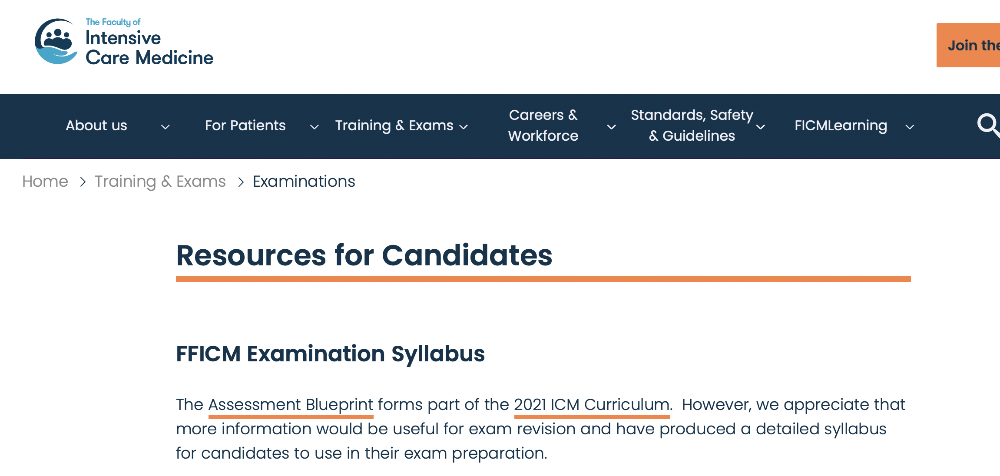 The Faculty of
Intensive
Care Medicine
Join the
About us
For Patients
Training & Exams
Careers &
Workforce
Standards, Safety
& Guidelines
FICMLearning
Home > Training & Exams > Examinations
Resources for Candidates
FFICM Examination Syllabus
The Assessment Blueprint forms part of the 2021 ICM Curriculum. However, we appreciate that
more information would be useful for exam revision and have produced a detailed syllabus
for candidates to use in their exam preparation.